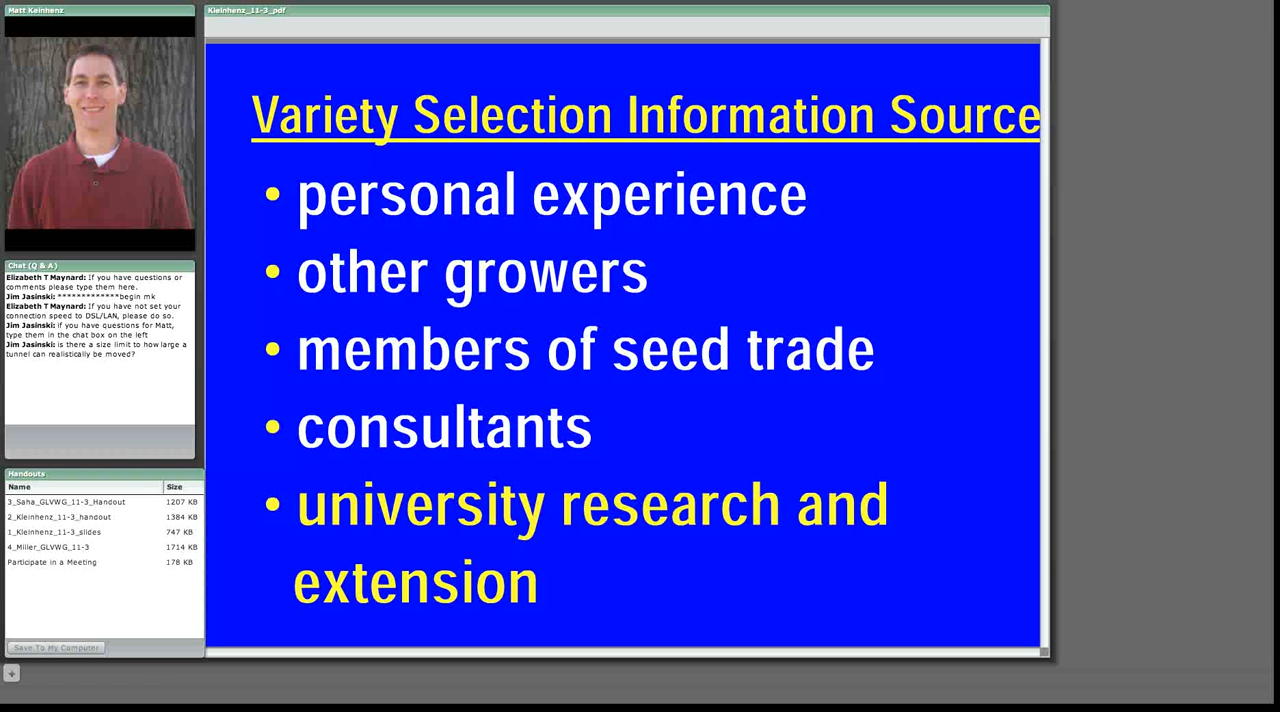 Matt Keinhenz
Kleinhenz_11-3_pdf
Variety Selection Information Source
• personal experience
• other growers
• members of seed trade
• consultants
• university research and
extension
Chat (Q & A)
Elizabeth T Maynard: If you have questions or
comments please type them here.
Jim Jasinski: *************begin mk
Elizabeth T Maynard: If you have not set your
connection speed to DSL/LAN, please do so.
Jim Jasinski: if you have questions for Matt,
type them in the chat box on the left
Jim Jasinski: is there a size limit to how large a
tunnel can realistically be moved?
Handouts
Name Size
3_Saha_GLVWG_11-3_Handout 1207 KB
2_Kleinhenz_11-3_handout 1384 KB
1_Kleinhenz_11-3_slides 747 KB
4_Miller_GLVWG_11-3 1714 KB
Participate in a Meeting 178 KB
Save To My Computer